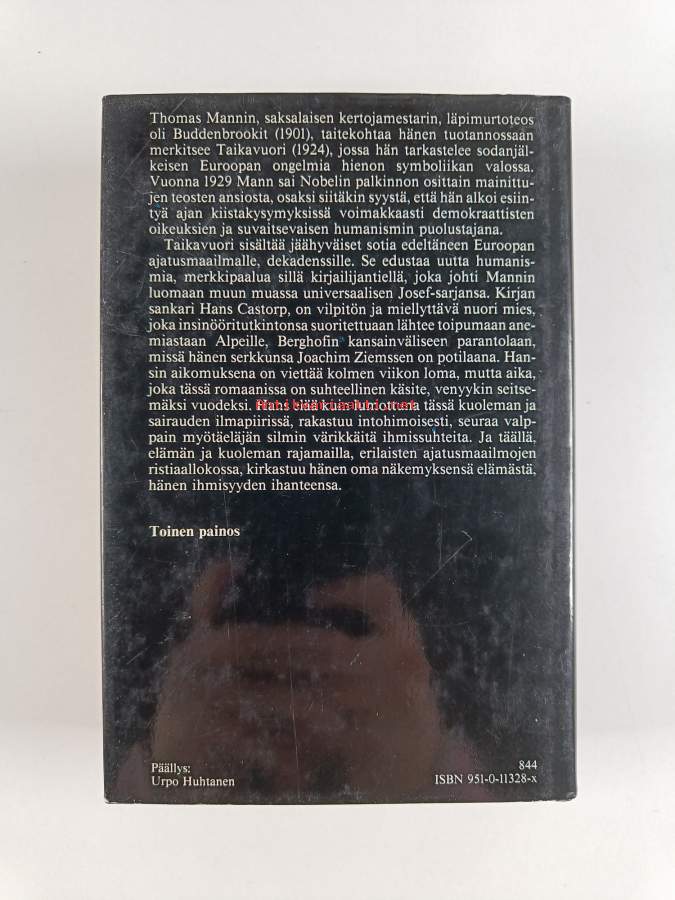 Thomas Mannin, saksalaisen kertojamestarin, läpimurtoteos
oli Buddenbrookit (1901), taitekohtaa hänen tuotannossaan
merkitsee Taikavuori (1924), jossa hän tarkastelee sodanjäl-
keisen Euroopan ongelmia hienon symboliikan valossa.
Vuonna 1929 Mann sai Nobelin palkinnon osittain mainittu-
jen teosten ansiosta, osaksi siitäkin syystä, että hän alkoi esiin-
tyä ajan kiistakysymyksissä voimakkaasti demokraattisten
oikeuksien ja suvaitsevaisen humanismin puolustajana.
Taikavuori sisältää jäähyväiset sotia edeltäneen Euroopan
ajatusmaailmalle, dekadenssille. Se edustaa uutta humanis-
mia, merkkipaalua sillä kirjailijantiellä, joka johti Mannin
luomaan muun muassa universaalisen Josef-sarjansa. Kirjan
sankari Hans Castorp, on vilpitön ja miellyttävä nuori mies,
joka insinööritutkintonsa suoritettuaan lähtee toipumaan ane-
miastaan Alpeille, Berghofin kansainväliseen parantolaan,
missä hänen serkkunsa Joachim Ziemssen on potilaana. Han-
sin aikomuksena on viettää kolmen viikon loma, mutta aika,
joka tässä romaanissa on suhteellinen käsite, venyykin seitse-
mäksi vuodeksi. Hans elää tässä kuoleman ja
sairauden ilmapiirissä, rakastuu intohimoisesti, seuraa valp-
pain myötäeläjän silmin värikkäitä ihmissuhteita. Ja täällä,
elämän ja kuoleman rajamailla, erilaisten ajatusmaailmojen
ristiaallokossa, kirkastuu hänen oma näkemyksensä elämästä,
hänen ihmisyyden ihanteensa.
Toinen painos
Päällys:
Urpo Huhtanen
844
ISBN 951-0-11328-x